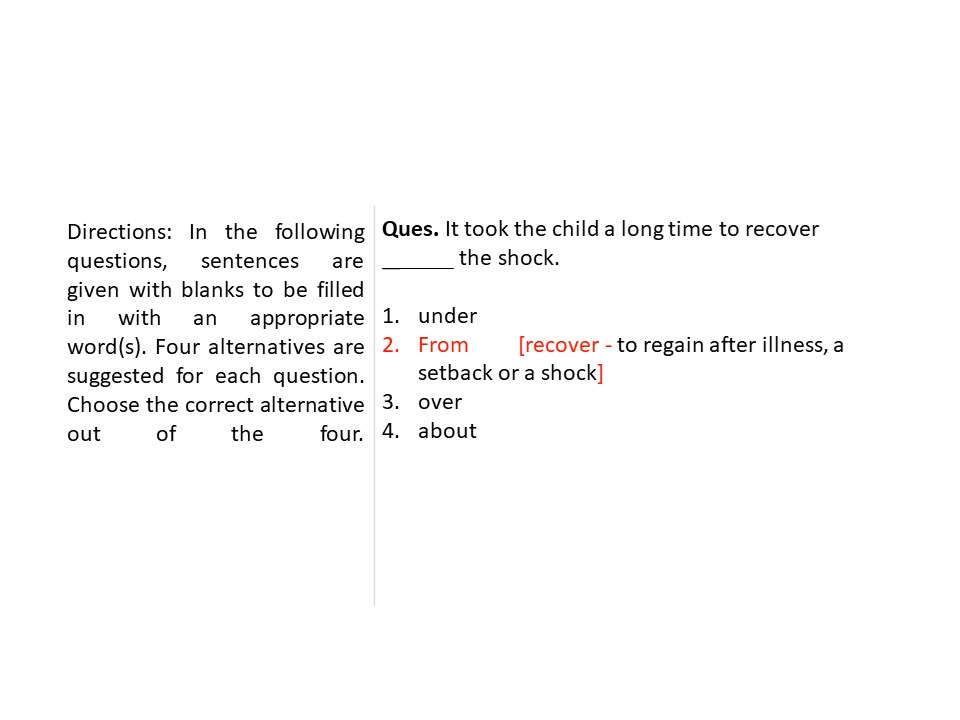 Directions: In the following
questions, sentences are
given with blanks to be filled
in with an appropriate
word(s). Four alternatives are
suggested for each question.
Choose the correct alternative
out of the four.
Ques. It took the child a long time to recover
______ the shock.
1. under
2. From [recover - to regain after illness, a
setback or a shock]
3. over
4. about